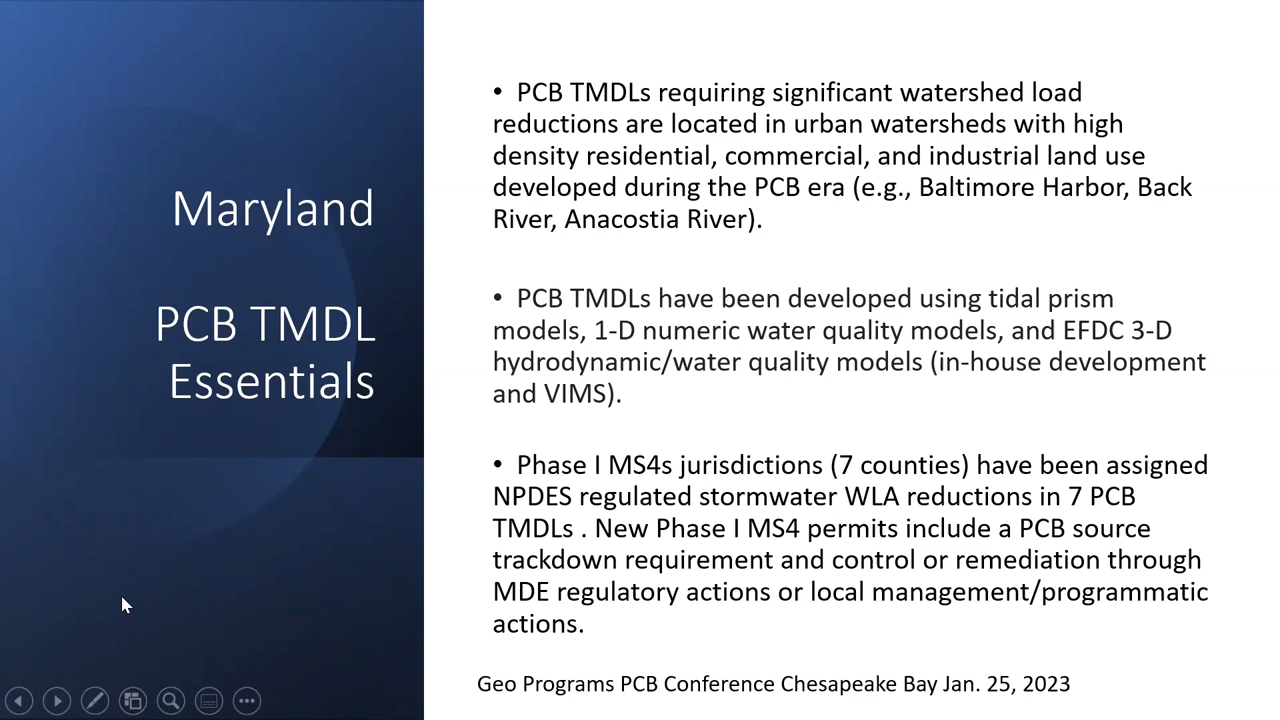 Maryland
PCB TMDL
Essentials
• PCB TMDLs requiring significant watershed load
reductions are located in urban watersheds with high
density residential, commercial, and industrial land use
developed during the PCB era (e.g., Baltimore Harbor, Back
River, Anacostia River).
• PCB TMDLs have been developed using tidal prism
models, 1-D numeric water quality models, and EFDC 3-D
hydrodynamic/water quality models (in-house development
and VIMS).
• Phase I MS4s jurisdictions (7 counties) have been assigned
NPDES regulated stormwater WLA reductions in 7 PCB
TMDLs . New Phase I MS4 permits include a PCB source
trackdown requirement and control or remediation through
MDE regulatory actions or local management/programmatic
actions.
Geo Programs PCB Conference Chesapeake Bay Jan. 25, 2023